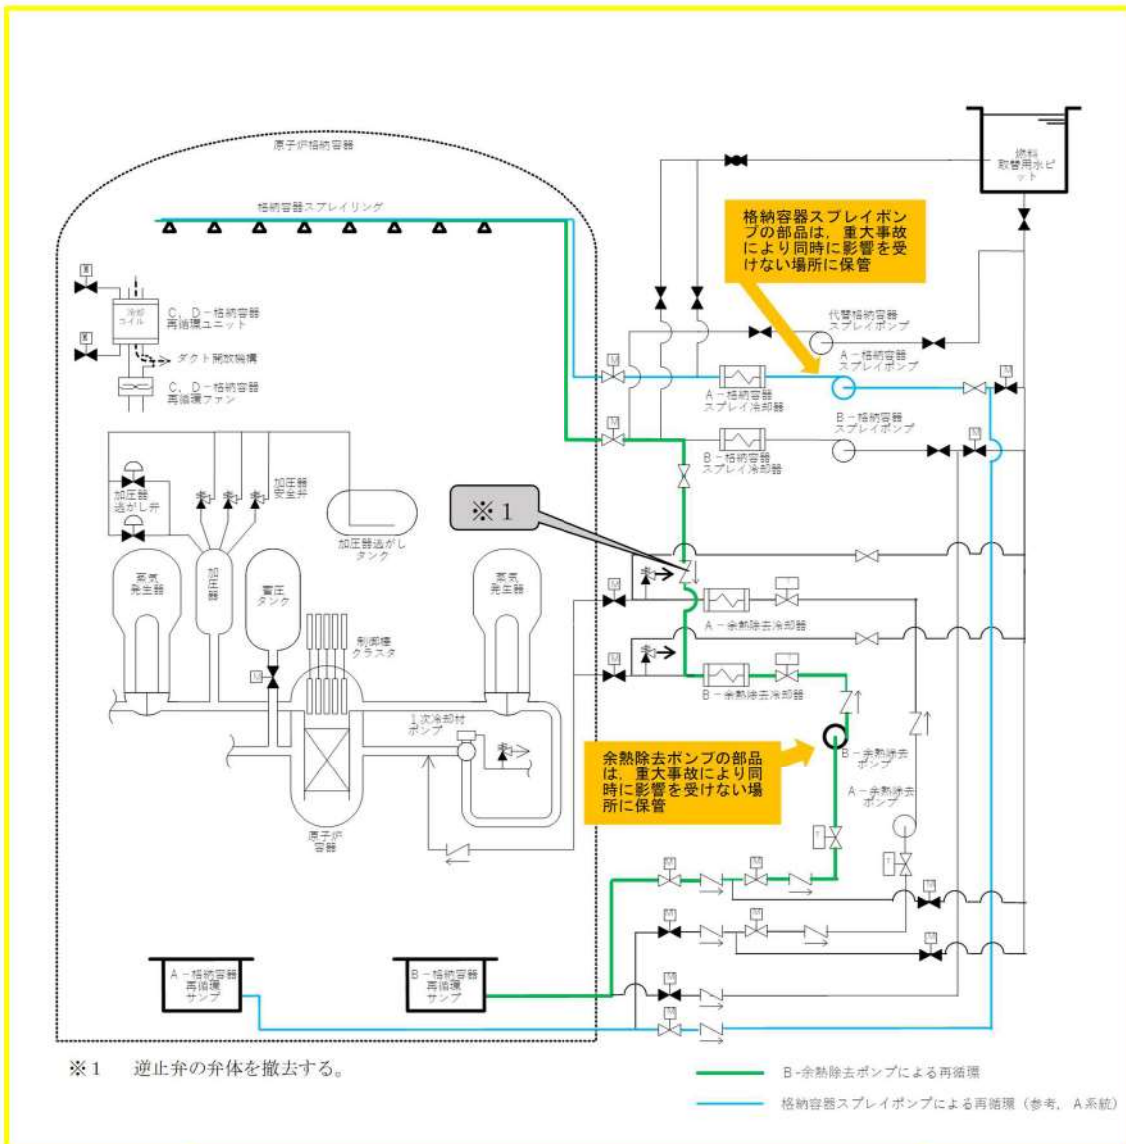 原子炉格納容器
格納容器スプレイリング
燃料
取替用水ピ
ット
格納容器スプレイポン
プの部品は，重大事故
により同時に影響を受
けない場所に保管
冷却
コイル
C，D－格納容器
再循環ユニット
ダクト開放機構
C，D－格納容器
再循環ファン
代替格納容器
スプレイポンプ
A－格納容器
スプレイポンプ
A－格納容器
スプレイ冷却器
B－格納容器
スプレイポンプ
B－格納容器
スプレイ冷却器
加圧器
逃がし弁
加圧器
安全弁
加圧器逃がし
タンク
※1
蒸気
発生器
加圧器
蓄圧
タンク
蒸気
発生器
制御棒
クラスタ
A－余熱除去冷却器
B－余熱除去冷却器
1次冷却材
ポンプ
原子炉
容器
余熱除去ポンプの部品
は，重大事故により同
時に影響を受けない場
所に保管
B－余熱除去
ポンプ
A－余熱除去
ポンプ
A－格納容器
再循環
サンプ
B－格納容器
再循環
サンプ
※1　逆止弁の弁体を撤去する。
B-余熱除去ポンプによる再循環
格納容器スプレイポンプによる再循環（参考，A系統）